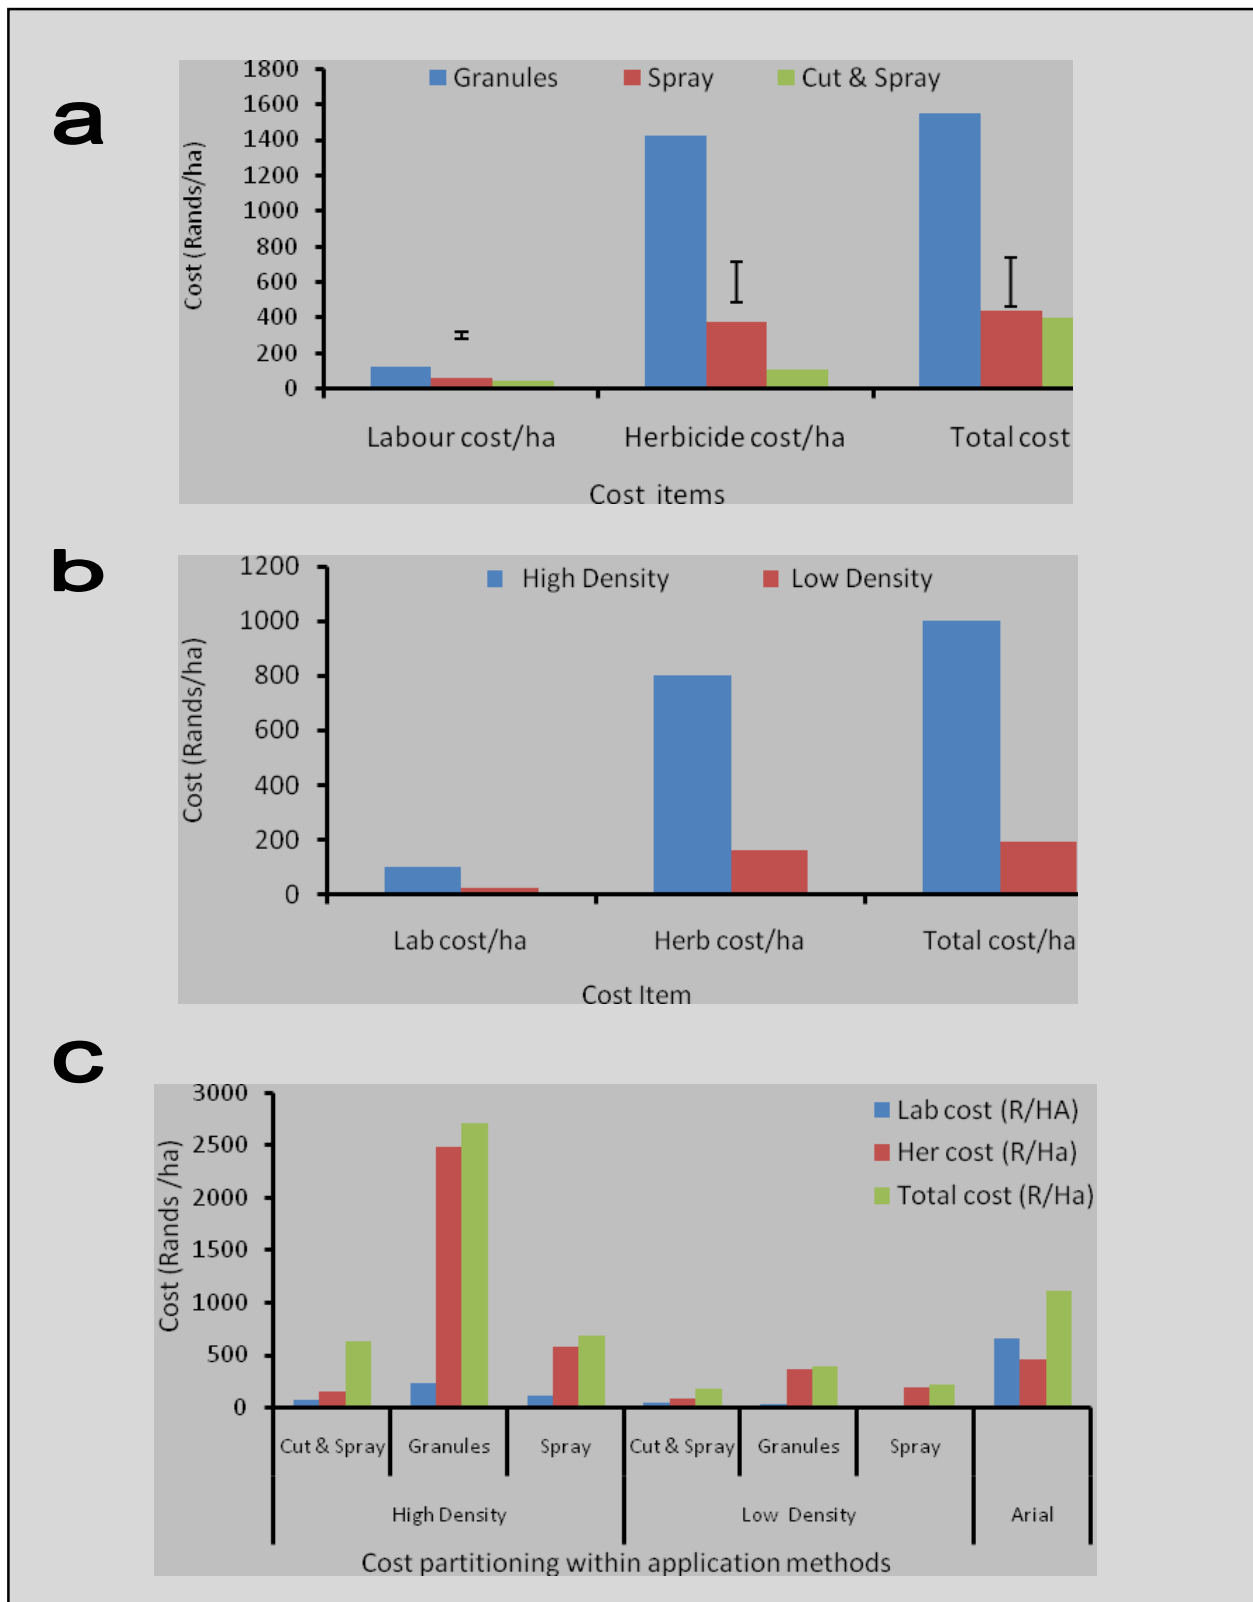 a
1800
1600
1400
1200
1000
800
600
400
200
0
Cost (Rands/ha)
Granules Spray Cut & Spray
Labour cost/ha Herbicide cost/ha Total cost
Cost items
b
1200
1000
800
600
400
200
0
Cost (Rands/ha)
High Density Low Density
Lab cost/ha Herb cost/ha Total cost/ha
Cost Item
c
3000
2500
2000
1500
1000
500
0
Cost (Rands /ha)
Lab cost (R/HA)
Her cost (R/Ha)
Total cost (R/Ha)
Cut & Spray Granules Spray Cut & Spray Granules Spray
High Density Low Density Arial
Cost partitioning within application methods